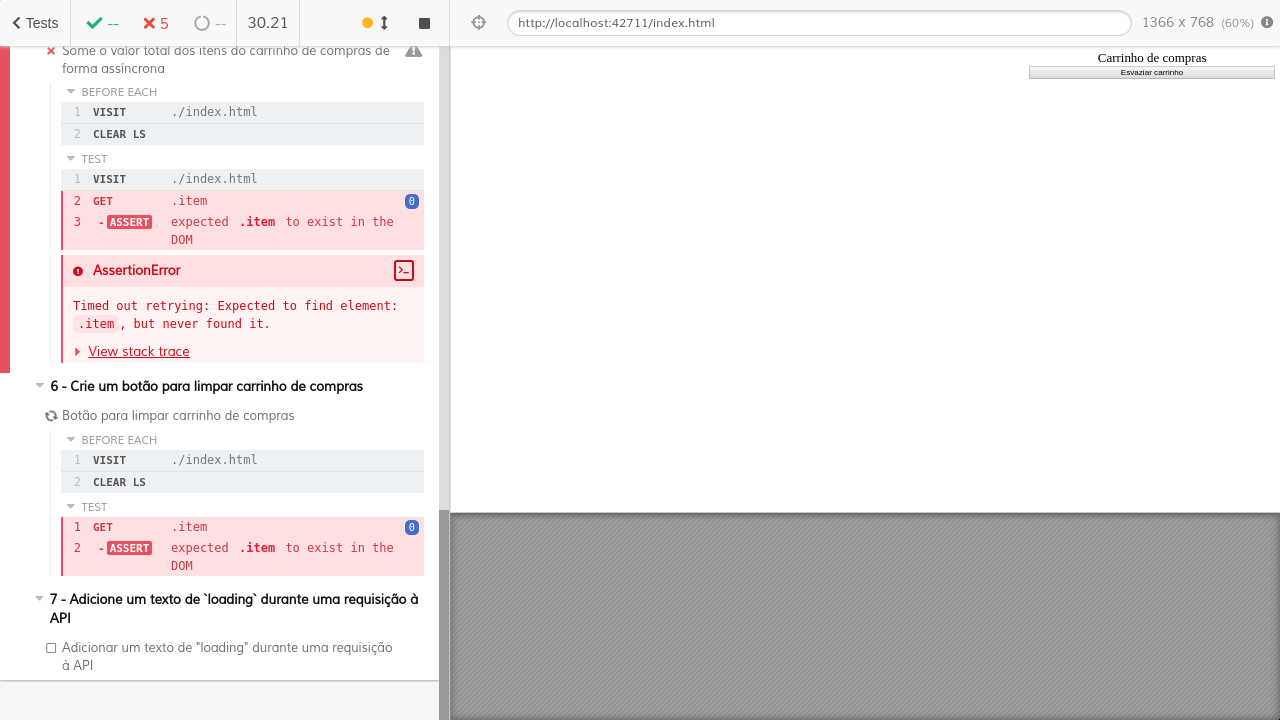 Tests
--
5
--
30.21
http://localhost:42711/index.html
1366 x 768 (60%)
Some o valor total dos itens do carrinho de compras de
forma assíncrona
BEFORE EACH
1 VISIT ./index.html
2 CLEAR LS
TEST
1 VISIT ./index.html
2 GET .item 0
3 -ASSERT expected .item to exist in the
DOM
AssertionError
Timed out retrying: Expected to find element:
.item, but never found it.
View stack trace
6 - Crie um botão para limpar carrinho de compras
Botão para limpar carrinho de compras
BEFORE EACH
1 VISIT ./index.html
2 CLEAR LS
TEST
1 GET .item 0
2 -ASSERT expected .item to exist in the
DOM
7 - Adicione um texto de `loading` durante uma requisição à
API
Adicionar um texto de "loading" durante uma requisição
à API
Carrinho de compras
Esvaziar carrinho